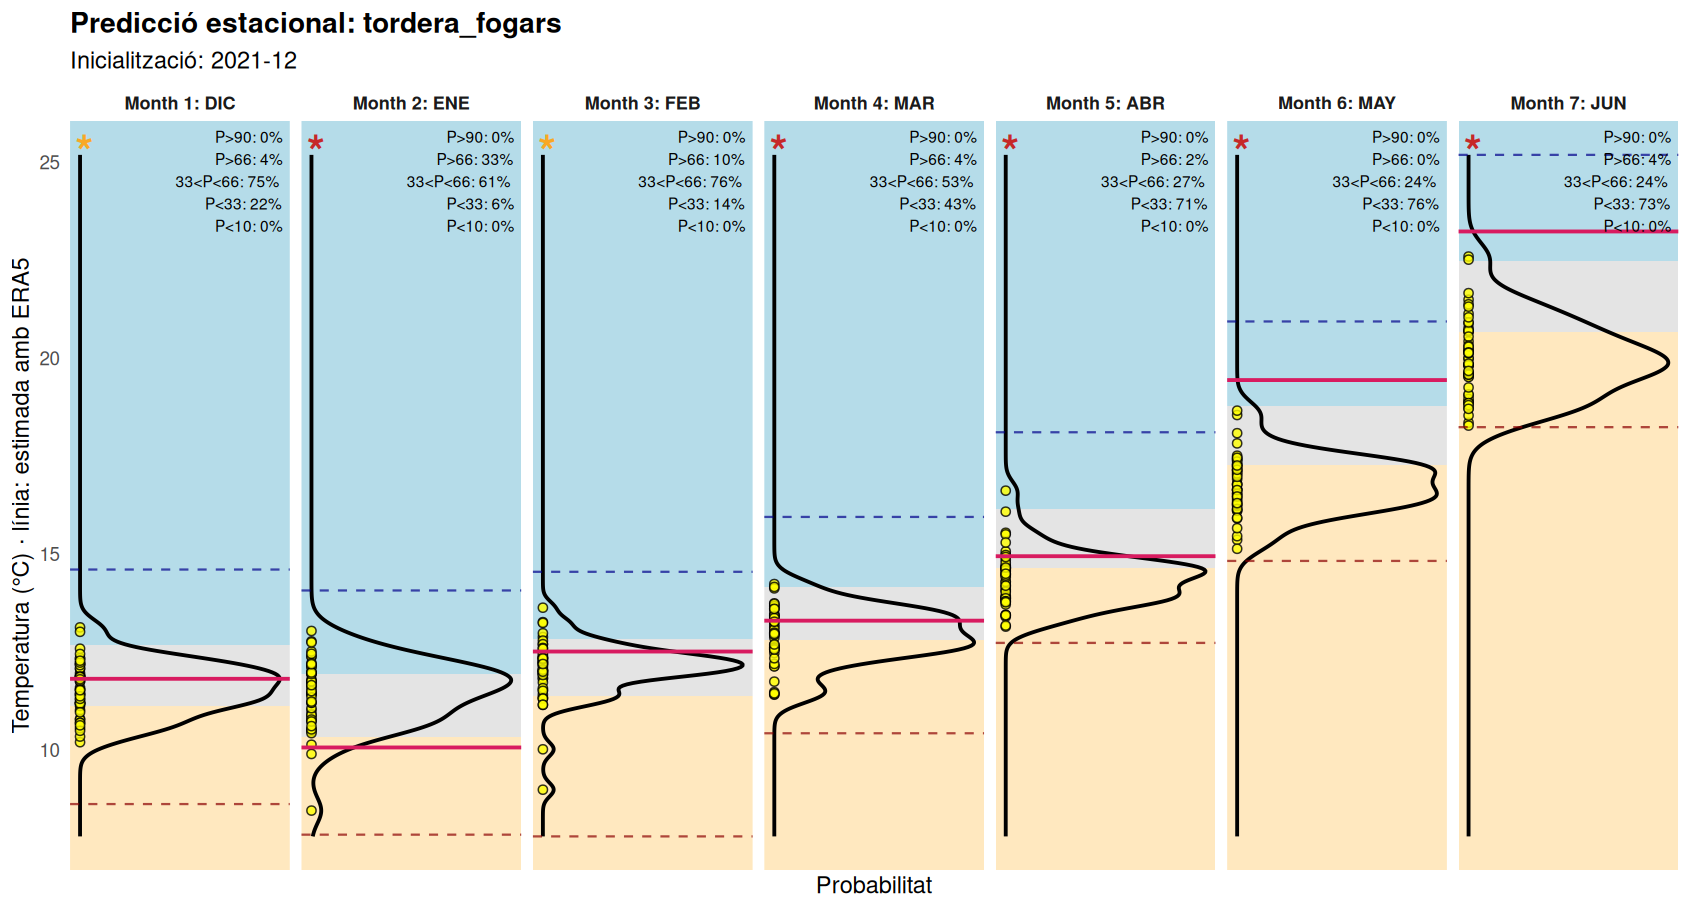 Predicció estacional: tordera_fogars
Inicialització: 2021-12
Month 1: DIC
Month 2: ENE
Month 3: FEB
Month 4: MAR
Month 5: ABR
Month 6: MAY
Month 7: JUN
*
P>90: 0%
P>66: 4%
33<P<66: 75%
P<33: 22%
P<10: 0%
*
P>90: 0%
P>66: 33%
33<P<66: 61%
P<33: 6%
P<10: 0%
*
P>90: 0%
P>66: 10%
33<P<66: 76%
P<33: 14%
P<10: 0%
*
P>90: 0%
P>66: 4%
33<P<66: 53%
P<33: 43%
P<10: 0%
*
P>90: 0%
P>66: 2%
33<P<66: 27%
P<33: 71%
P<10: 0%
*
P>90: 0%
P>66: 0%
33<P<66: 24%
P<33: 76%
P<10: 0%
*
P>90: 0%
P>66: 4%
33<P<66: 24%
P<33: 73%
P<10: 0%
25
20
15
10
Temperatura (°C) · línia: estimada amb ERA5
Probabilitat